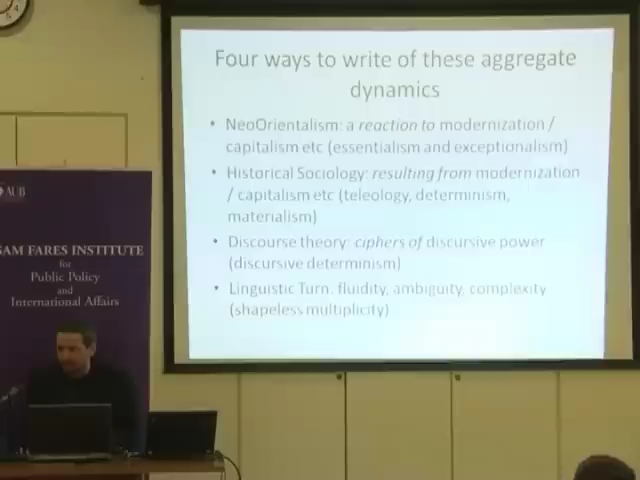 Four ways to write of these aggregate
dynamics
• NeoOrientalism: a reaction to modernization /
capitalism etc (essentialism and exceptionalism)
• Historical Sociology: resulting from modernization
/ capitalism etc (teleology, determinism,
materialism)
• Discourse theory: ciphers of discursive power
(discursive determinism)
• Linguistic Turn: fluidity, ambiguity, complexity
(shapeless multiplicity)
AUB
SAM FARES INSTITUTE
for
Public Policy
and
International Affairs